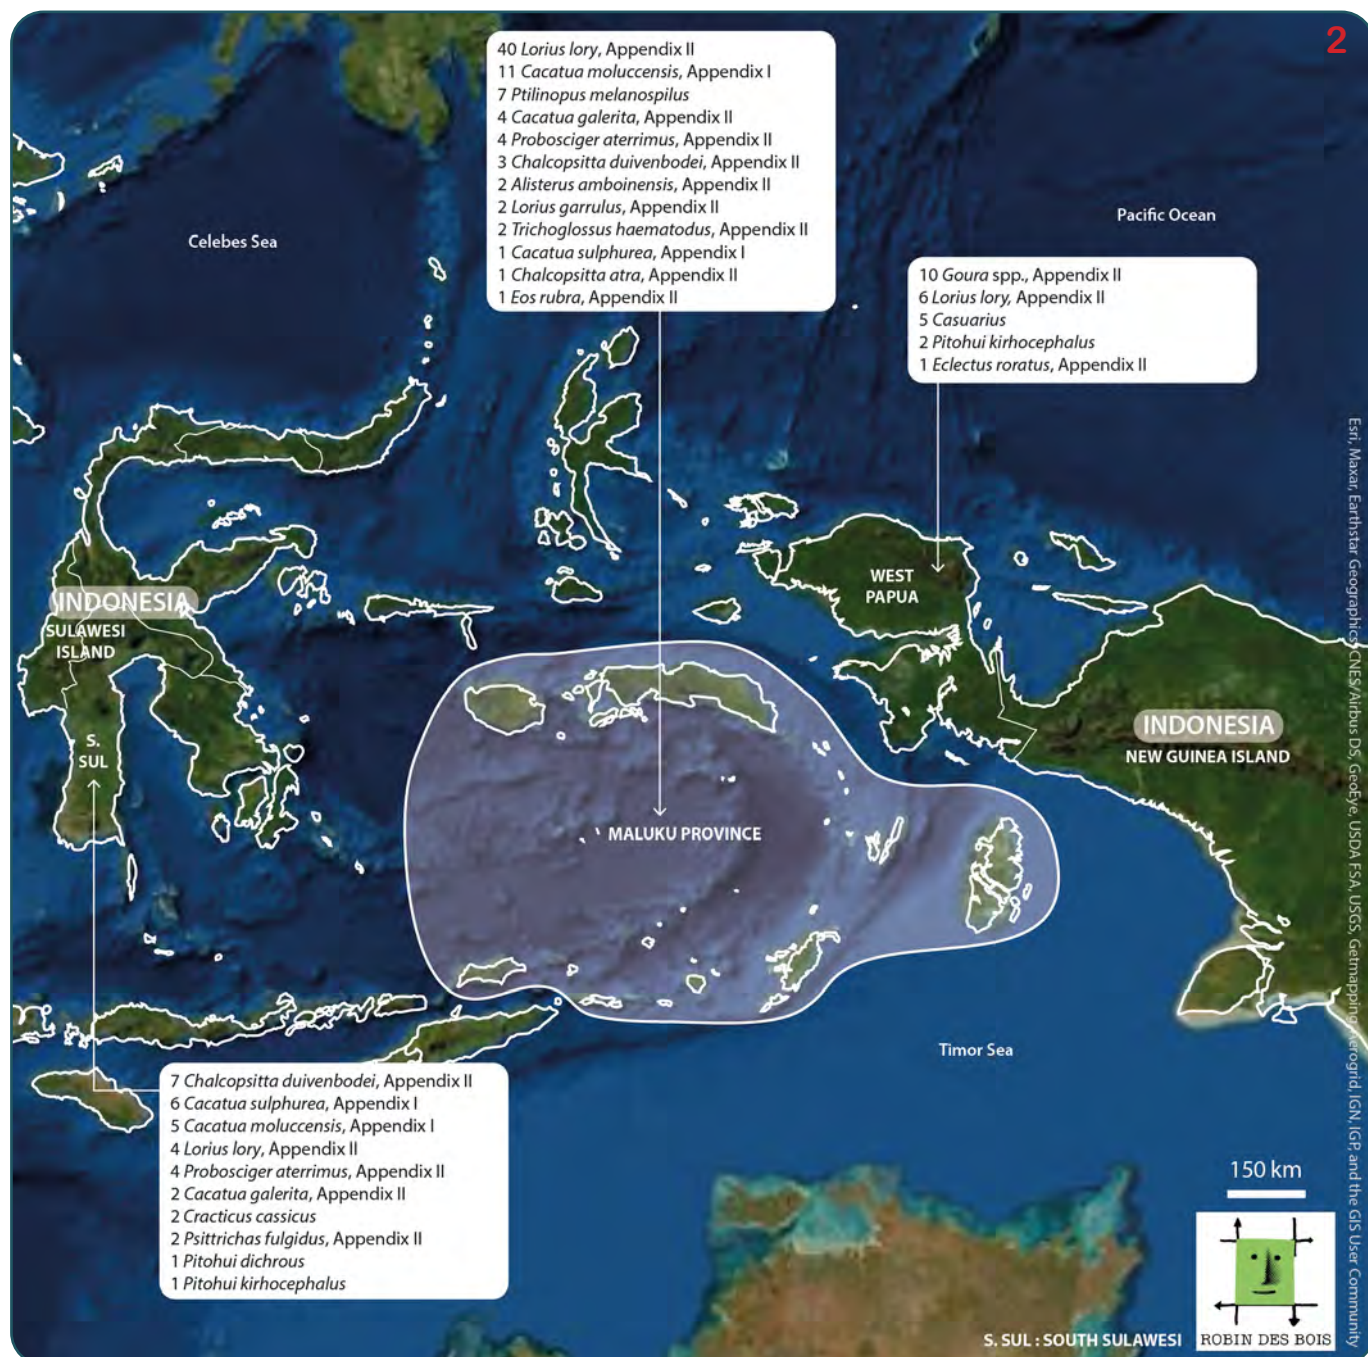 2
40 Lorius lory, Appendix II
11 Cacatua moluccensis, Appendix I
7 Ptilinopus melanospilus
4 Cacatua galerita, Appendix II
4 Probosciger aterrimus, Appendix II
3 Chalcopsitta duivenbodei, Appendix II
2 Alisterus amboinensis, Appendix II
2 Lorius garrulus, Appendix II
2 Trichoglossus haematodus, Appendix II
1 Cacatua sulphurea, Appendix I
1 Chalcopsitta atra, Appendix II
1 Eos rubra, Appendix II
Pacific Ocean
Celebes Sea
10 Goura spp., Appendix II
6 Lorius lory, Appendix II
5 Casuarius
2 Pitohui kirhocephalus
1 Eclectus roratus, Appendix II
WEST
PAPUA
INDONESIA
SULAWESI
ISLAND
S.
SUL
INDONESIA
NEW GUINEA ISLAND
MALUKU PROVINCE
Timor Sea
7 Chalcopsitta duivenbodei, Appendix II
6 Cacatua sulphurea, Appendix I
5 Cacatua moluccensis, Appendix I
4 Lorius lory, Appendix II
4 Probosciger aterrimus, Appendix II
2 Cacatua galerita, Appendix II
2 Cracticus cassicus
2 Psittrichas fulgidus, Appendix II
1 Pitohui dichrous
1 Pitohui kirhocephalus
150 km
S. SUL : SOUTH SULAWESI
ROBIN DES BOIS
Esri, Maxar, Earthstar Geographics, CNES/Airbus DS, GeoEye, USDA FSA, USGS, Getmapping, Aerogrid, IGN, IGP, and the GIS User Community